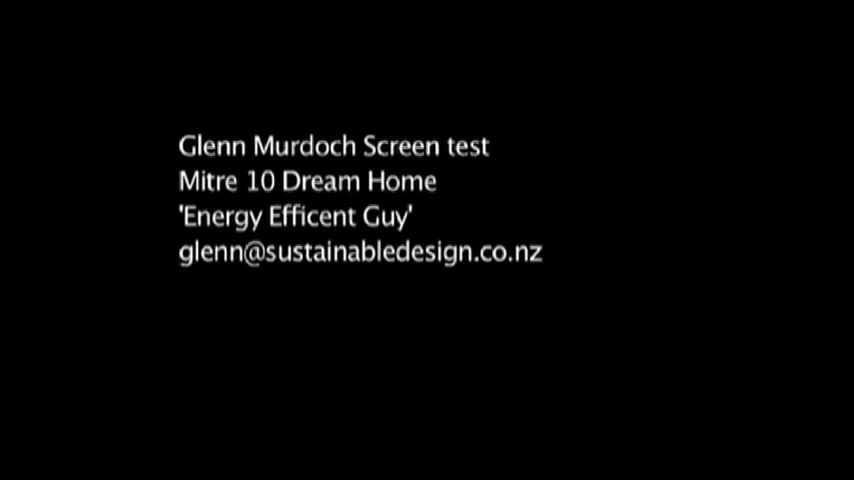 Glenn Murdoch Screen test
Mitre 10 Dream Home
'Energy Efficent Guy'
glenn@sustainabledesign.co.nz